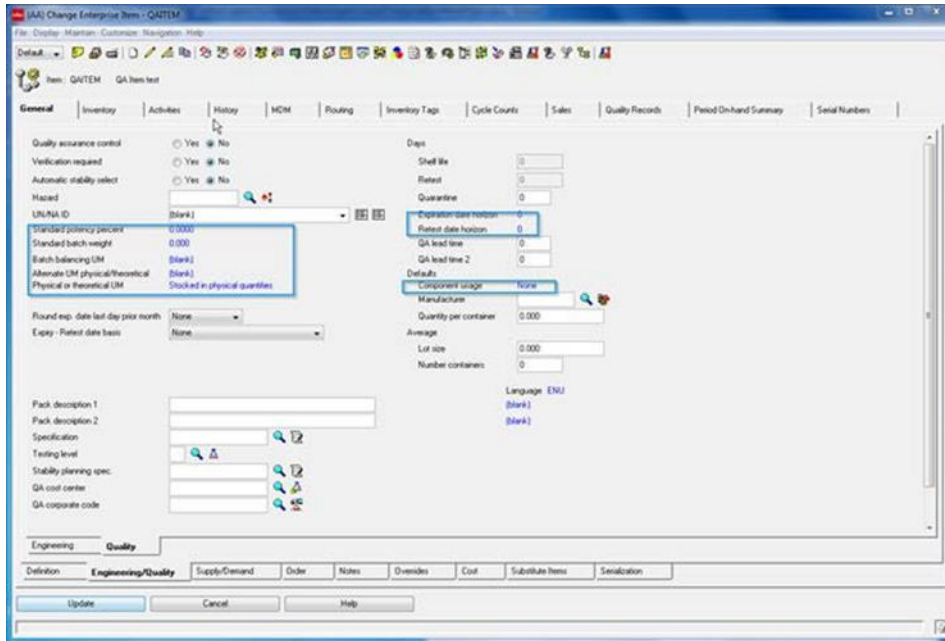 (AA) Change Enterprise Item - QAITEM
File Display Maintain Customize Navigation Help
Default
Item: QAITEM QA Item test
General Inventory Activities History MDM Routing Inventory Tags Cycle Counts Sales Quality Records Period On-hand Summary Serial Numbers
Quality assurance control Yes No Days
Verification required Yes No Shelf life 0
Automatic stability select Yes No Retest 0
Hazard Quarantine 0
UN/NA ID (blank) Expiration date horizon 0
Standard potency percent 0.0000 Retest date horizon 0
Standard batch weight 0.000 QA lead time 0
Batch balancing UM (blank) QA lead time 2 0
Alternate UM physical/theoretical (blank) Defaults
Physical or theoretical UM Stocked in physical quantities Component usage None
Manufacturer
Round exp. date last day prior month None Quantity per container 0.000
Expiry - Retest date basis None Average
Lot size 0.000
Number containers 0
Language ENU
Pack description 1 (blank)
Pack description 2 (blank)
Specification
Testing level
Stability planning spec.
QA cost center
QA corporate code
Engineering Quality
Definition Engineering/Quality Supply/Demand Order Notes Overrides Cost Substitute Items Serialization
Update Cancel Help